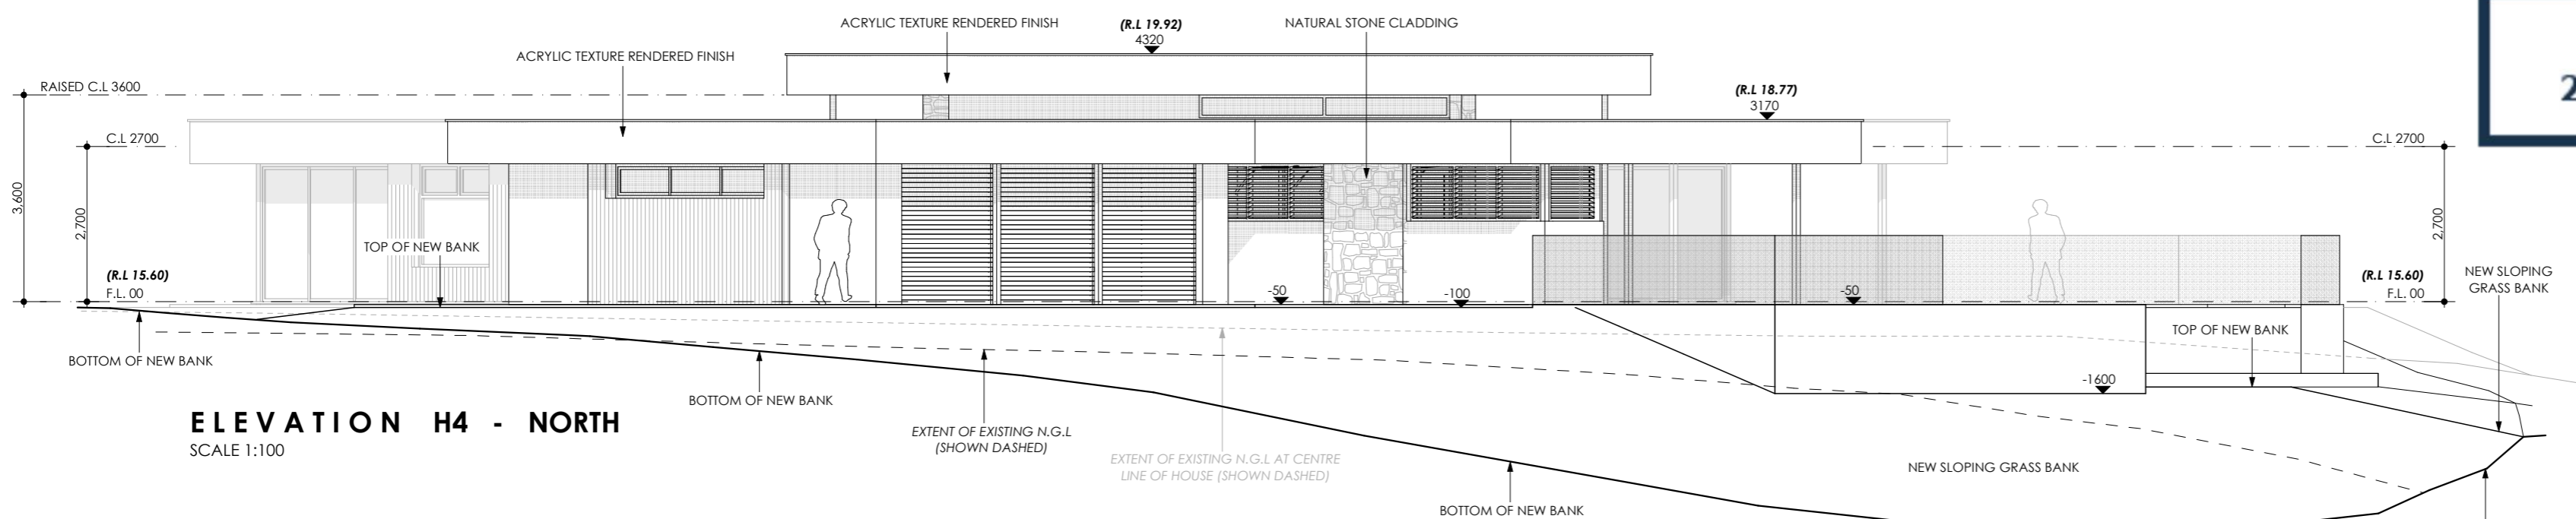 ACRYLIC TEXTURE RENDERED FINISH
(R.L 19.92)
4320
NATURAL STONE CLADDING
2
ACRYLIC TEXTURE RENDERED FINISH
RAISED C.L 3600
(R.L 18.77)
3170
C.L 2700
C.L 2700
3,600
2,700
2,700
TOP OF NEW BANK
(R.L 15.60)
F.L. 00
-50
-100
-50
(R.L 15.60)
F.L. 00
NEW SLOPING
GRASS BANK
BOTTOM OF NEW BANK
TOP OF NEW BANK
-1600
BOTTOM OF NEW BANK
ELEVATION H4 - NORTH
SCALE 1:100
EXTENT OF EXISTING N.G.L
(SHOWN DASHED)
EXTENT OF EXISTING N.G.L AT CENTRE
LINE OF HOUSE (SHOWN DASHED)
NEW SLOPING GRASS BANK
BOTTOM OF NEW BANK